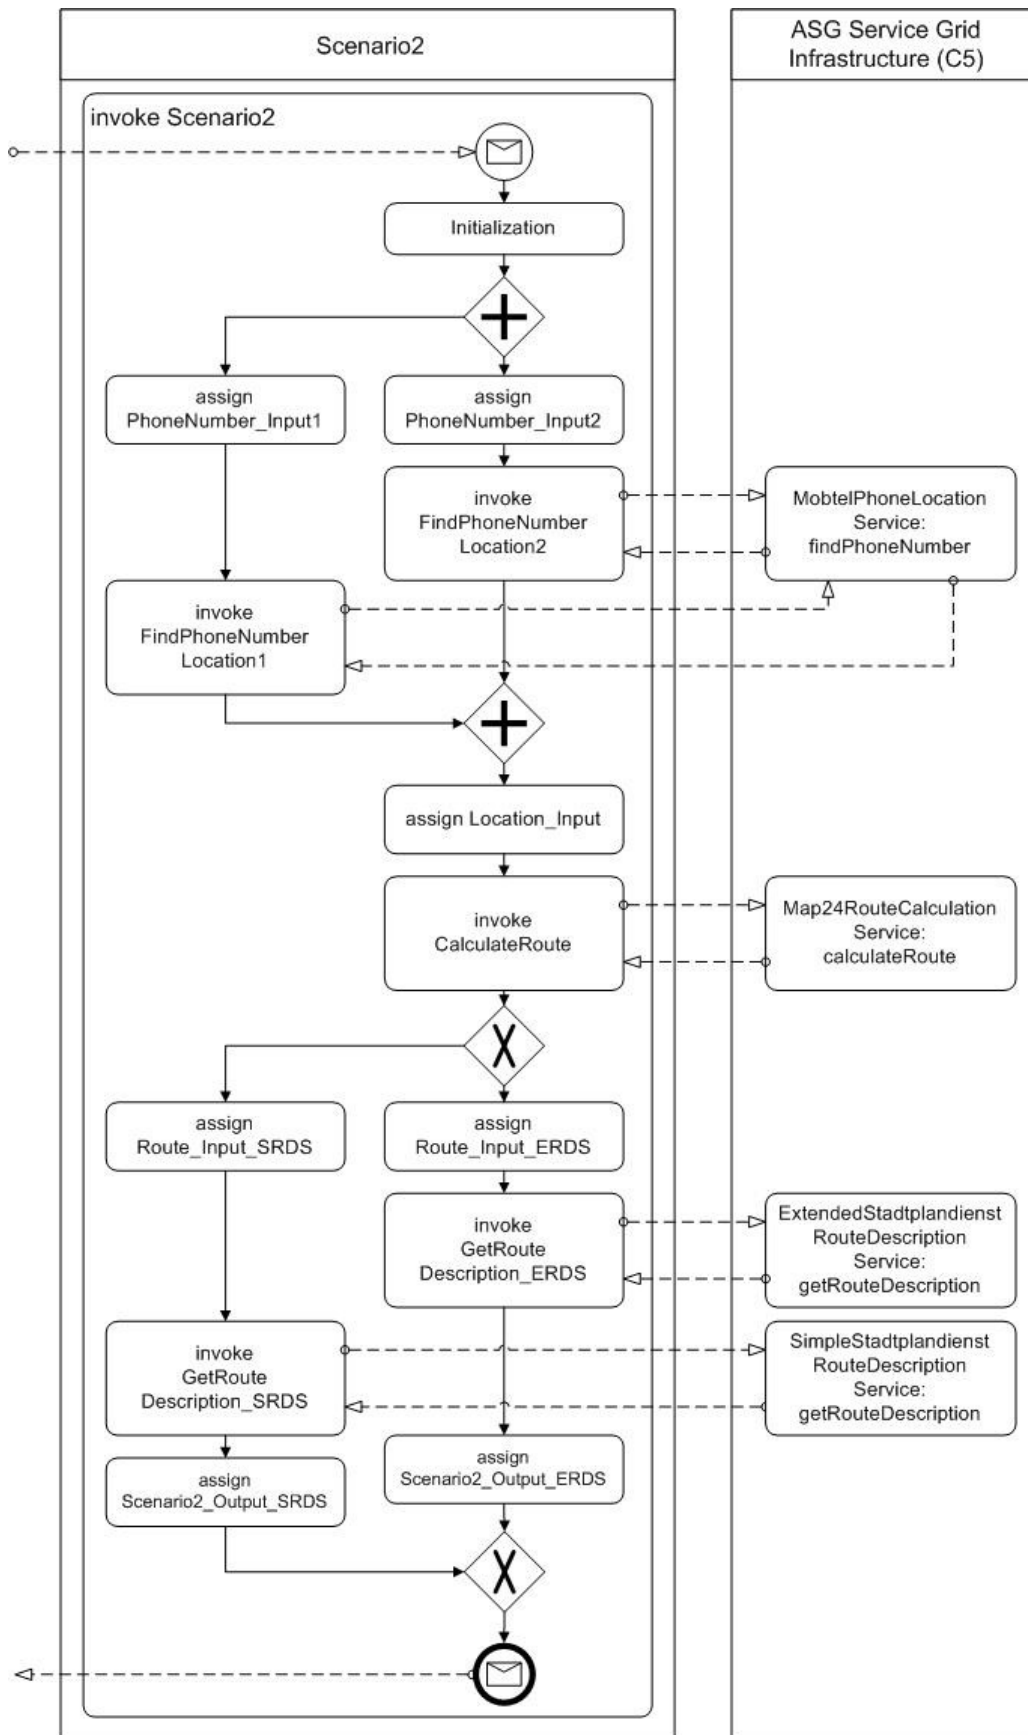 Scenario2
ASG Service Grid
Infrastructure (C5)
invoke Scenario2
Initialization
assign
PhoneNumber_Input1
assign
PhoneNumber_Input2
invoke
FindPhoneNumber
Location2
MobtelPhoneLocation
Service:
findPhoneNumber
invoke
FindPhoneNumber
Location1
assign Location_Input
invoke
CalculateRoute
Map24RouteCalculation
Service:
calculateRoute
assign
Route_Input_SRDS
assign
Route_Input_ERDS
invoke
GetRoute
Description_ERDS
ExtendedStadtplandienst
RouteDescription
Service:
getRouteDescription
invoke
GetRoute
Description_SRDS
SimpleStadtplandienst
RouteDescription
Service:
getRouteDescription
assign
Scenario2_Output_SRDS
assign
Scenario2_Output_ERDS